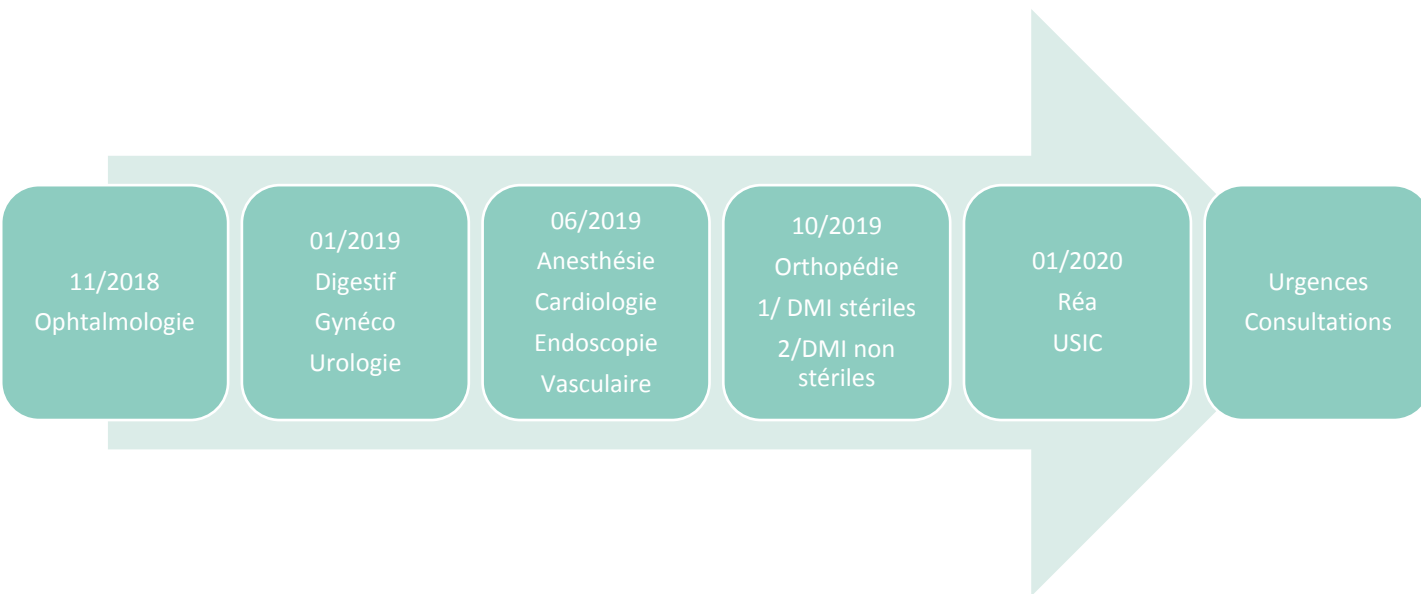 11/2018
Ophtalmologie
01/2019
Digestif
Gynéco
Urologie
06/2019
Anesthésie
Cardiologie
Endoscopie
Vasculaire
10/2019
Orthopédie
1/ DMI stériles
2/DMI non
stériles
01/2020
Réa
USIC
Urgences
Consultations